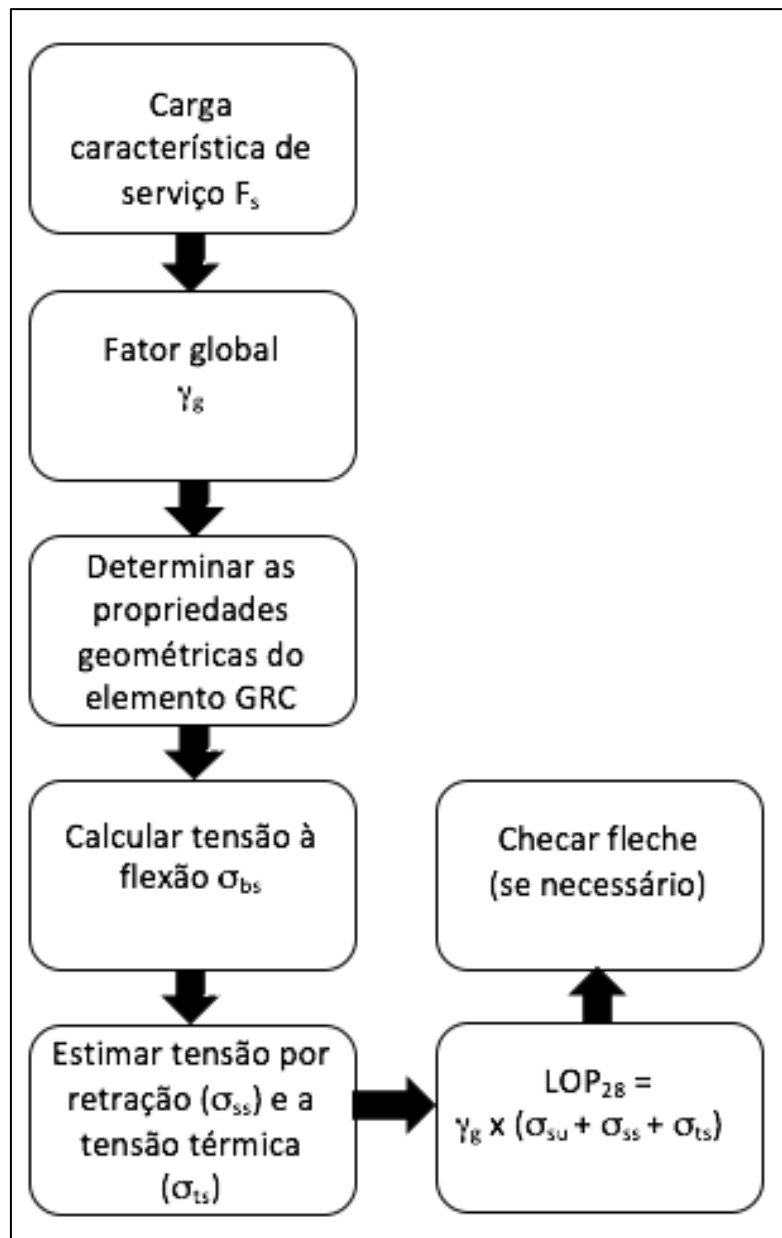 Carga
característica de
serviço Fₛ
Fator global
γg
Determinar as
propriedades
geométricas do
elemento GRC
Calcular tensão à
flexão σbs
Estimar tensão por
retração (σss) e a
tensão térmica
(σts)
LOP₂₈ =
γg x (σsu + σss + σts)
Checar fleche
(se necessário)